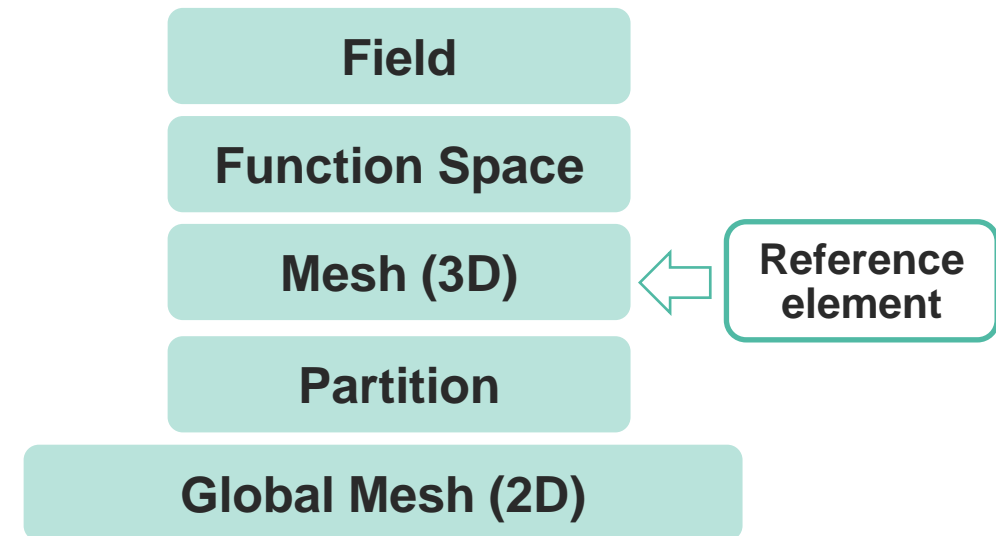 Field
Function Space
Mesh (3D)
Reference
element
Partition
Global Mesh (2D)